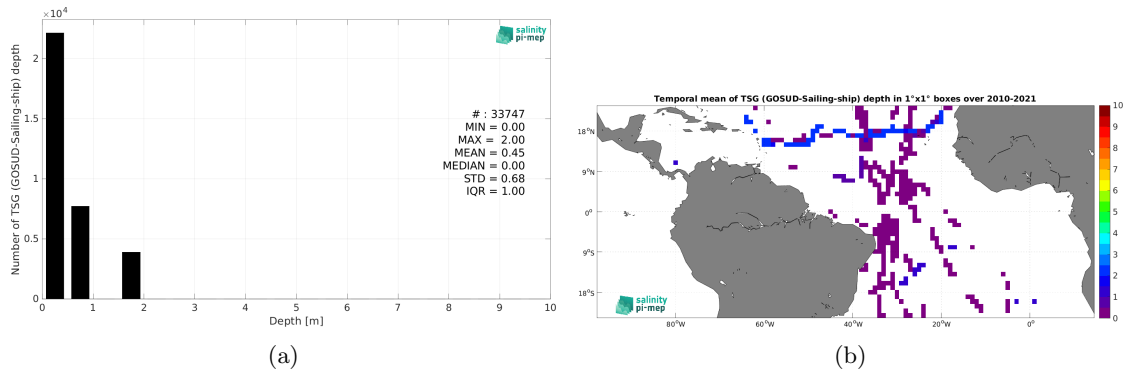 ×10⁴
2
1.5
1
0.5
0
Number of TSG (GOSUD-Sailing-ship) depth
salinity
pi-mep
# : 33747
MIN = 0.00
MAX = 2.00
MEAN = 0.45
MEDIAN = 0.00
STD = 0.68
IQR = 1.00
0 1 2 3 4 5 6 7 8 9 10
Depth [m]
(a)
Temporal mean of TSG (GOSUD-Sailing-ship) depth in 1°x1° boxes over 2010-2021
18°N
9°N
0°
9°S
18°S
80°W 60°W 40°W 20°W 0°
salinity
pi-mep
10
9
8
7
6
5
4
3
2
1
0
(b)